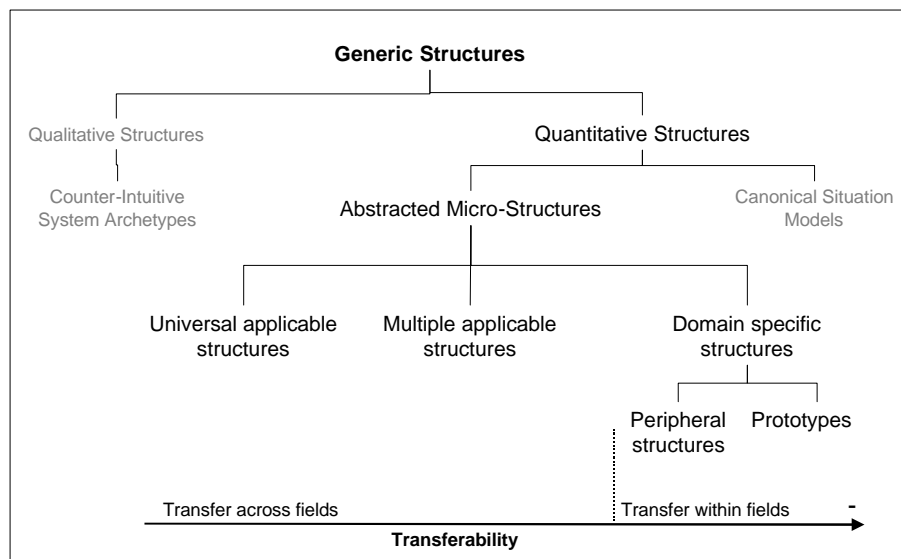 Generic Structures
Qualitative Structures
Quantitative Structures
Counter-Intuitive
System Archetypes
Abstracted Micro-Structures
Canonical Situation
Models
Universal applicable
structures
Multiple applicable
structures
Domain specific
structures
Peripheral
structures
Prototypes
Transfer across fields
Transfer within fields
-
Transferability